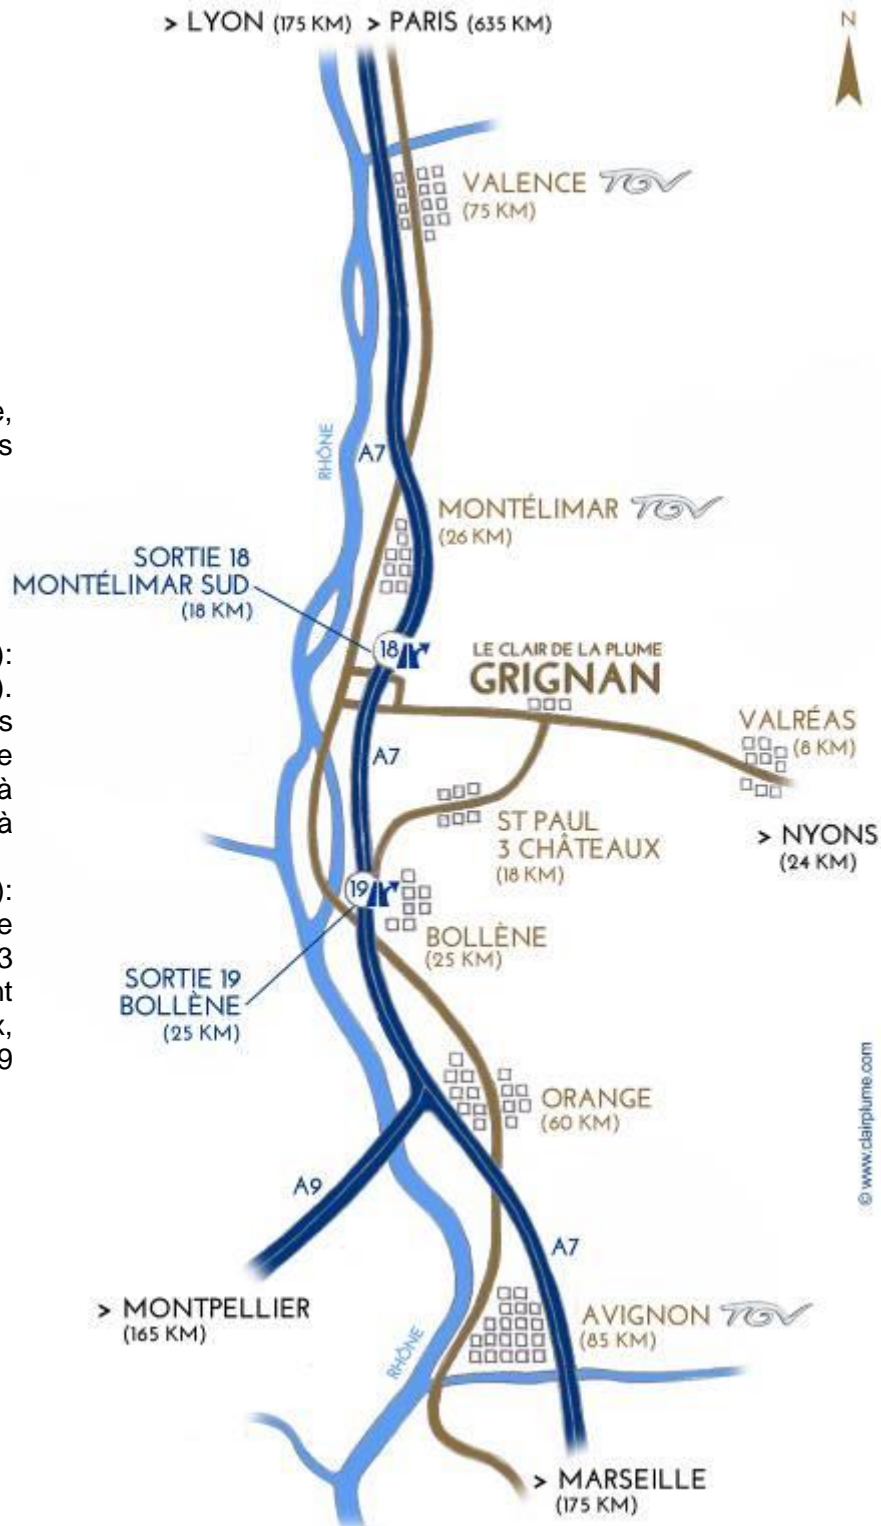 > LYON (175 KM) > PARIS (635 KM)
N
VALENCE TGV
(75 KM)
e,
s
RHÔNE
A7
MONTÉLIMAR TGV
(26 KM)
SORTIE 18
MONTÉLIMAR SUD
(18 KM)
18
):
).
s
e
à
à
LE CLAIR DE LA PLUME
GRIGNAN
VALRÉAS
(8 KM)
A7
ST PAUL
3 CHÂTEAUX
(18 KM)
> NYONS
(24 KM)
):
e
3
nt
x,
9
19
BOLLÈNE
(25 KM)
SORTIE 19
BOLLÈNE
(25 KM)
ORANGE
(60 KM)
© www.clairplume.com
A9
A7
> MONTPELLIER
(165 KM)
AVIGNON TGV
(85 KM)
RHÔNE
> MARSEILLE
(175 KM)